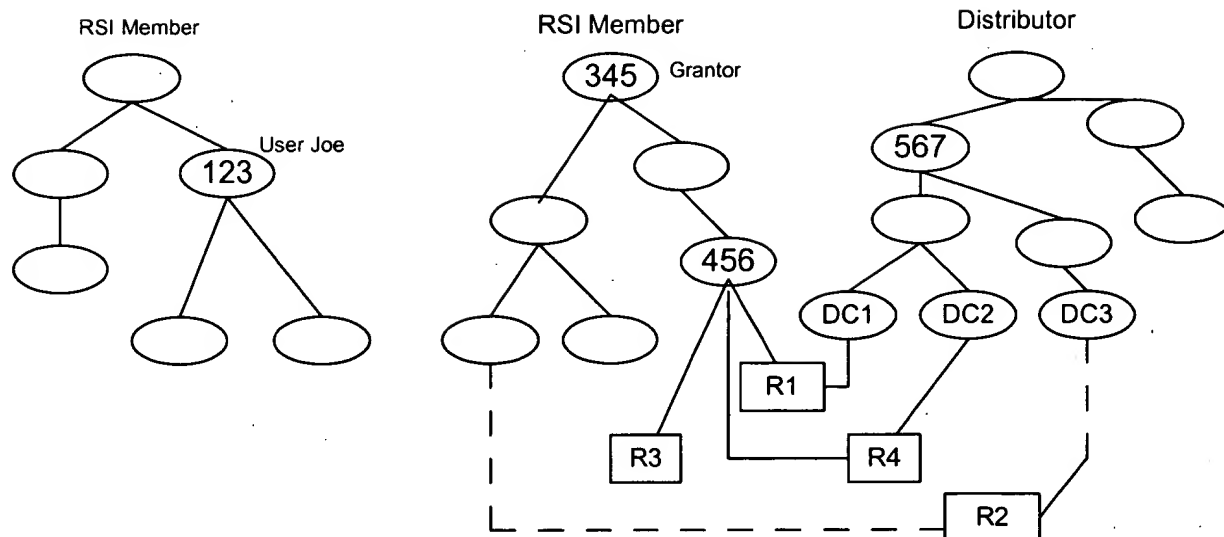 RSI Member
RSI Member
Distributor
345
Grantor
User Joe
123
567
456
DC1
DC2
DC3
R1
R3
R4
R2